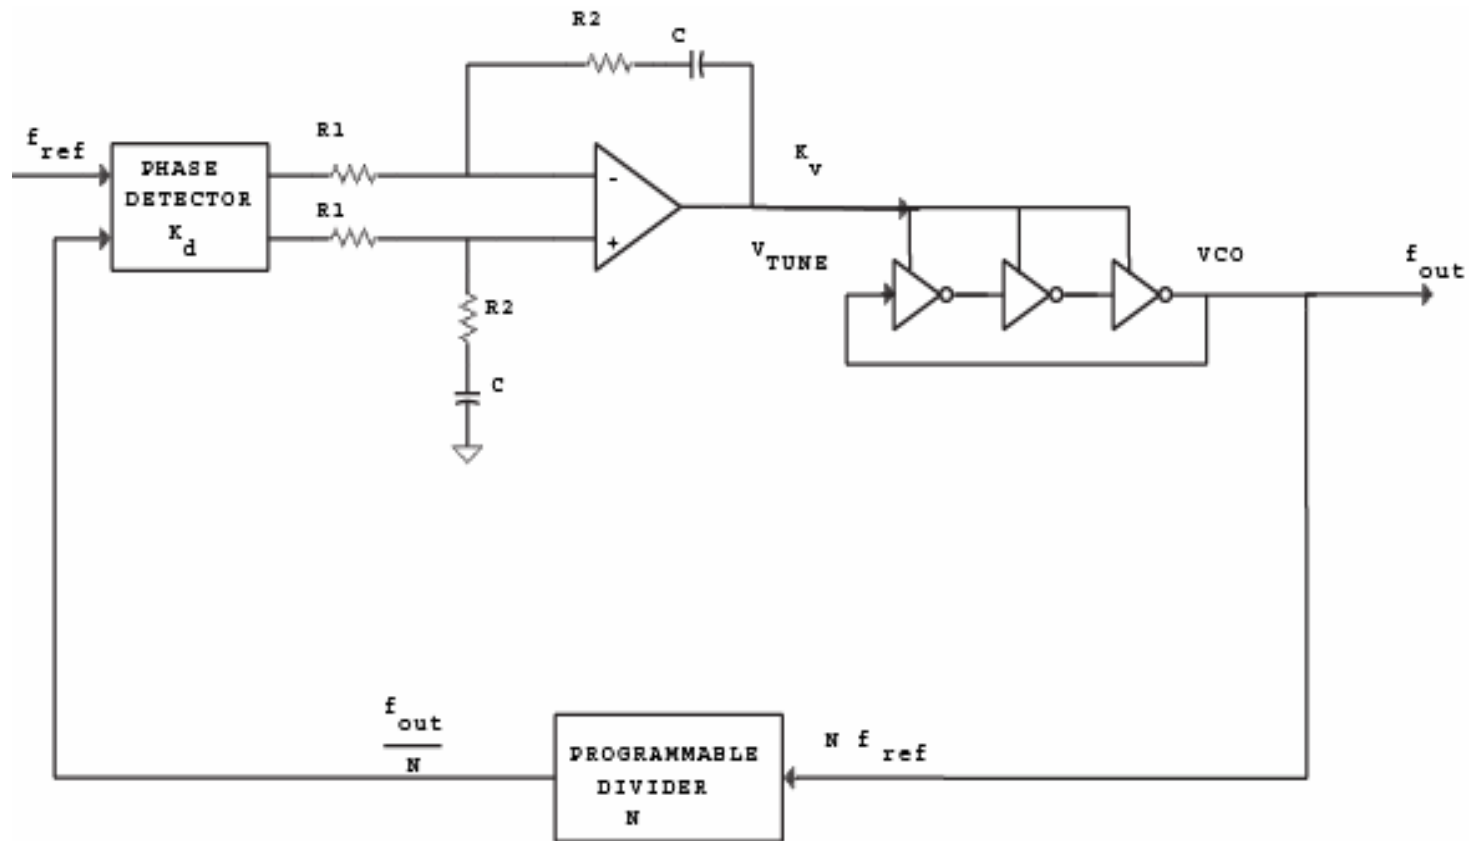 R2
C
f ref
R1
PHASE
DETECTOR
K d
R1
-
+
K v
V TUNE
VCO
f out
R2
C
f out
N
PROGRAMMABLE
DIVIDER
N
N f ref